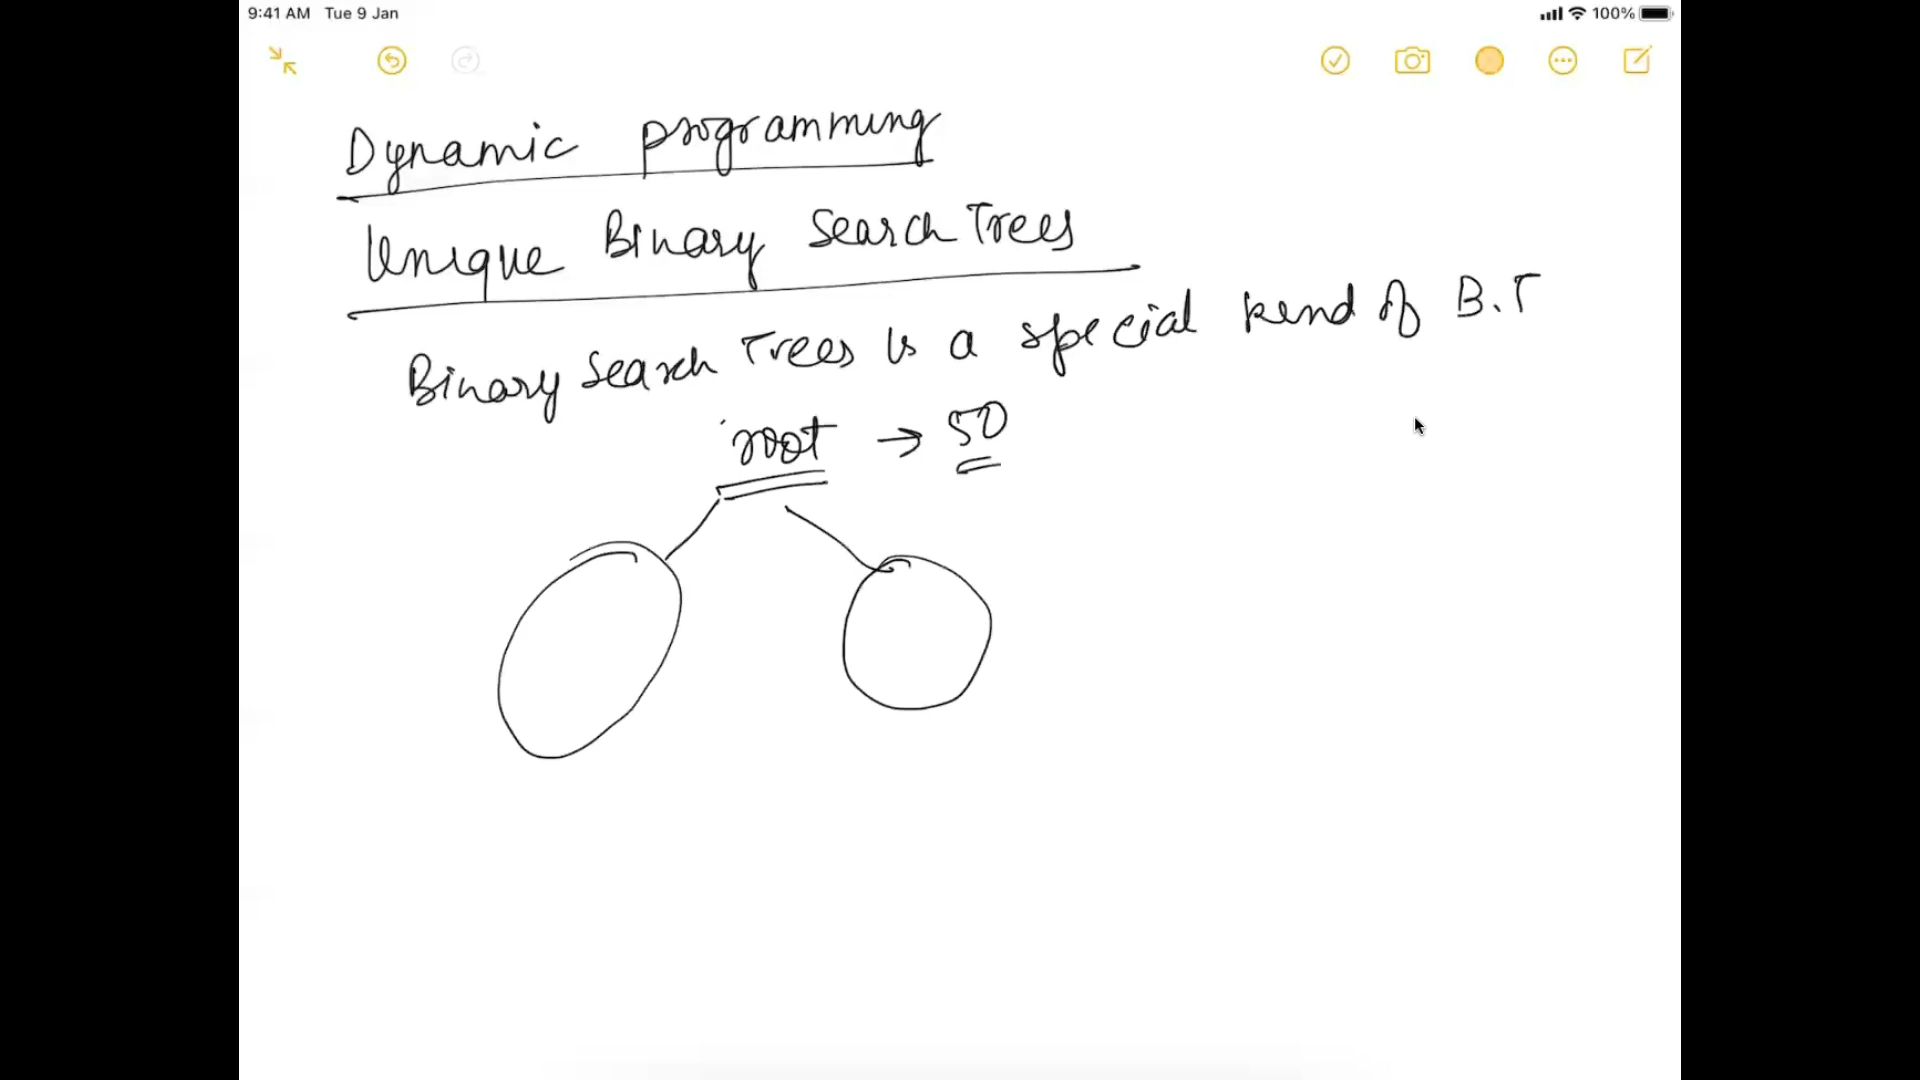 9:41 AM Tue 9 Jan 100%
Dynamic programming
Unique Binary Search Trees
Binary Search Trees is a special kind of B.T
root → 50